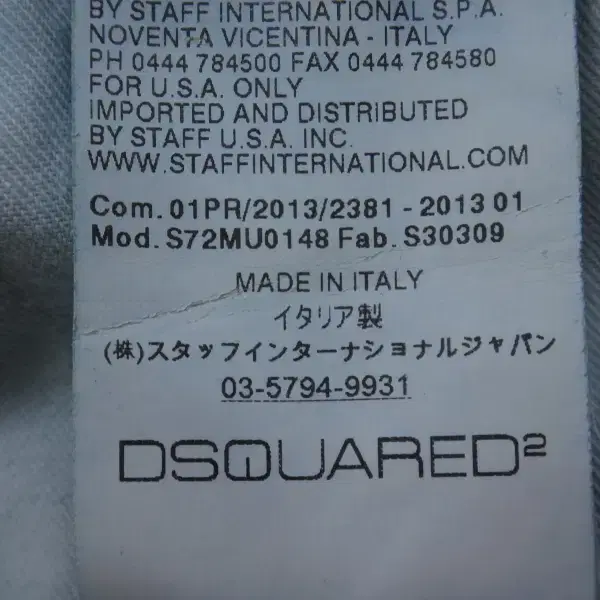 BY STAFF INTERNATIONAL S.P.A.
NOVENTA VICENTINA - ITALY
PH 0444 784500 FAX 0444 784580
FOR U.S.A. ONLY
IMPORTED AND DISTRIBUTED
BY STAFF U.S.A. INC.
WWW.STAFFINTERNATIONAL.COM
Com. 01PR/2013/2381 - 2013 01
Mod. S72MU0148 Fab. S30309
MADE IN ITALY
イタリア製
(株)スタッフインターナショナルジャパン
03-5794-9931
DSQUARED²